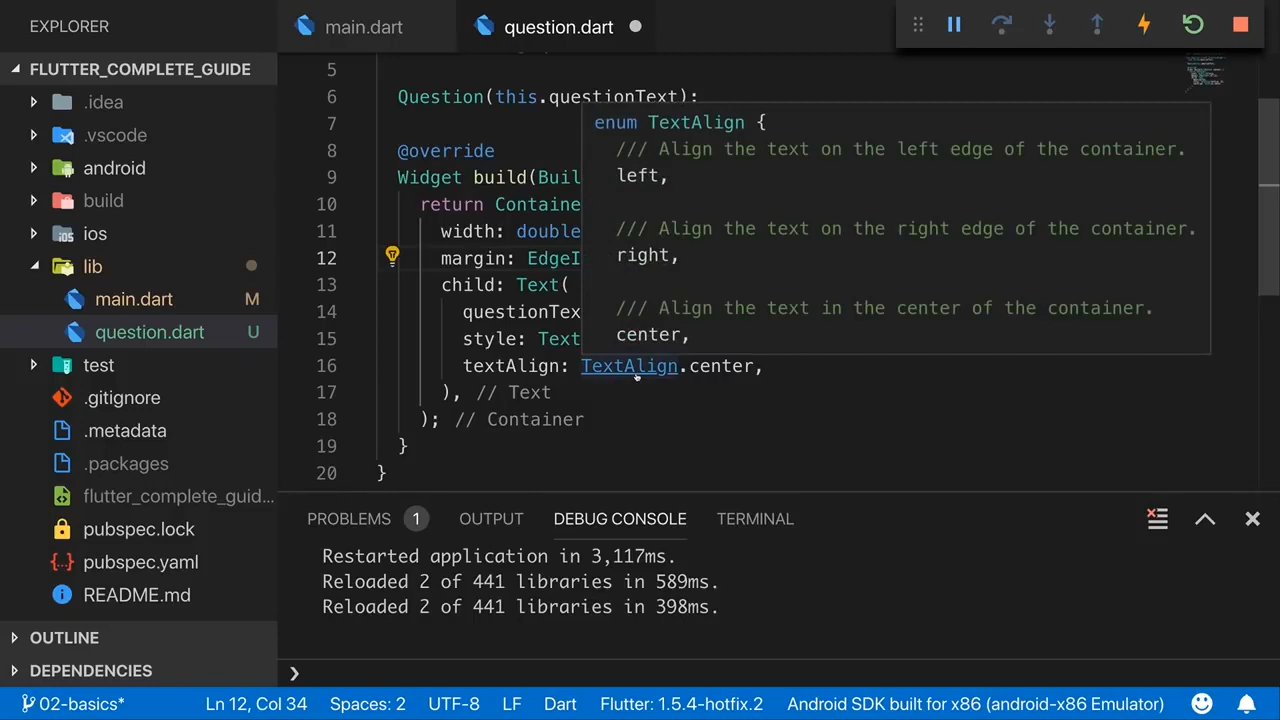 EXPLORER
main.dart
question.dart
FLUTTER_COMPLETE_GUIDE
.idea
.vscode
android
build
ios
lib
main.dart M
question.dart U
test
.gitignore
.metadata
.packages
flutter_complete_guid...
pubspec.lock
pubspec.yaml
README.md
OUTLINE
DEPENDENCIES
5
6 Question(this.questionText);
7
8 @override
9 Widget build(Buil
10 return Containe
11 width: double
12 margin: EdgeI
13 child: Text(
14 questionTex
15 style: Text
16 textAlign: TextAlign.center,
17 ), // Text
18 ); // Container
19 }
20 }
enum TextAlign {
/// Align the text on the left edge of the container.
left,
/// Align the text on the right edge of the container.
right,
/// Align the text in the center of the container.
center,
PROBLEMS 1 OUTPUT DEBUG CONSOLE TERMINAL
Restarted application in 3,117ms.
Reloaded 2 of 441 libraries in 589ms.
Reloaded 2 of 441 libraries in 398ms.
02-basics* Ln 12, Col 34 Spaces: 2 UTF-8 LF Dart Flutter: 1.5.4-hotfix.2 Android SDK built for x86 (android-x86 Emulator)